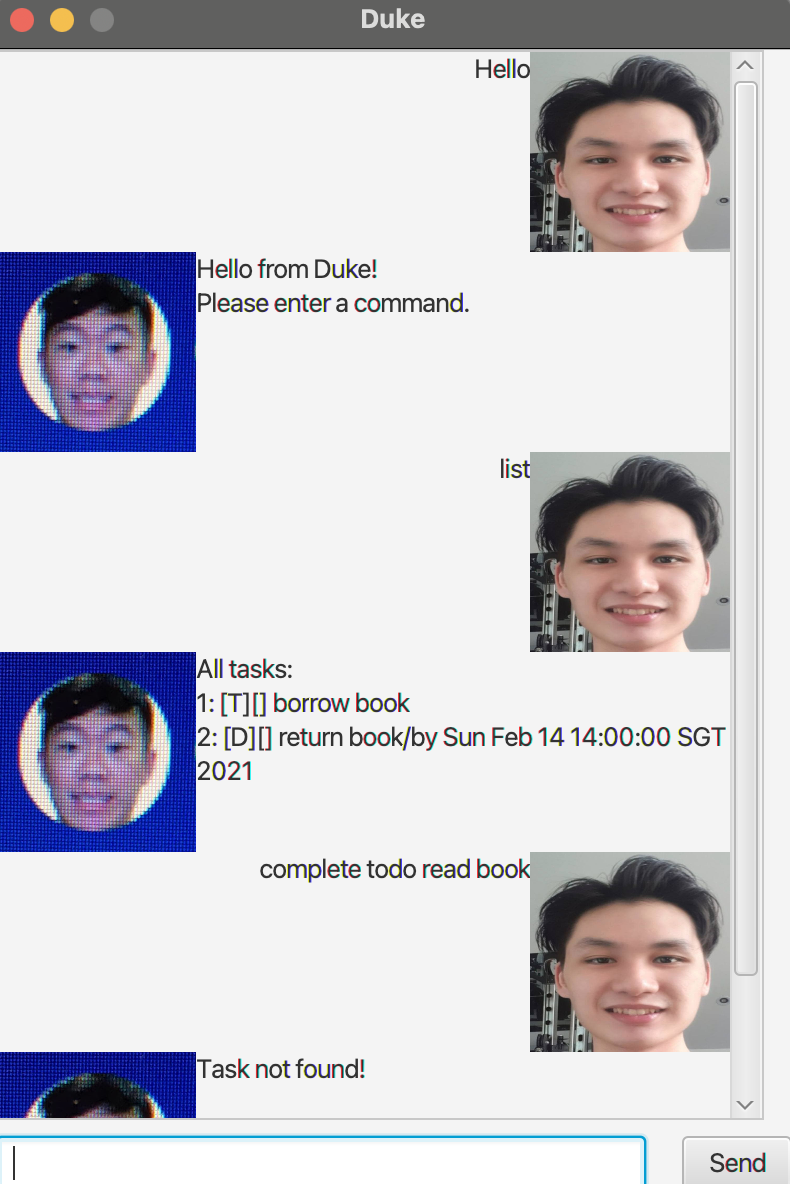 Duke
Hello
Hello from Duke!
Please enter a command.
list
All tasks:
1: [T][] borrow book
2: [D][] return book/by Sun Feb 14 14:00:00 SGT
2021
complete todo read book
Task not found!
Send